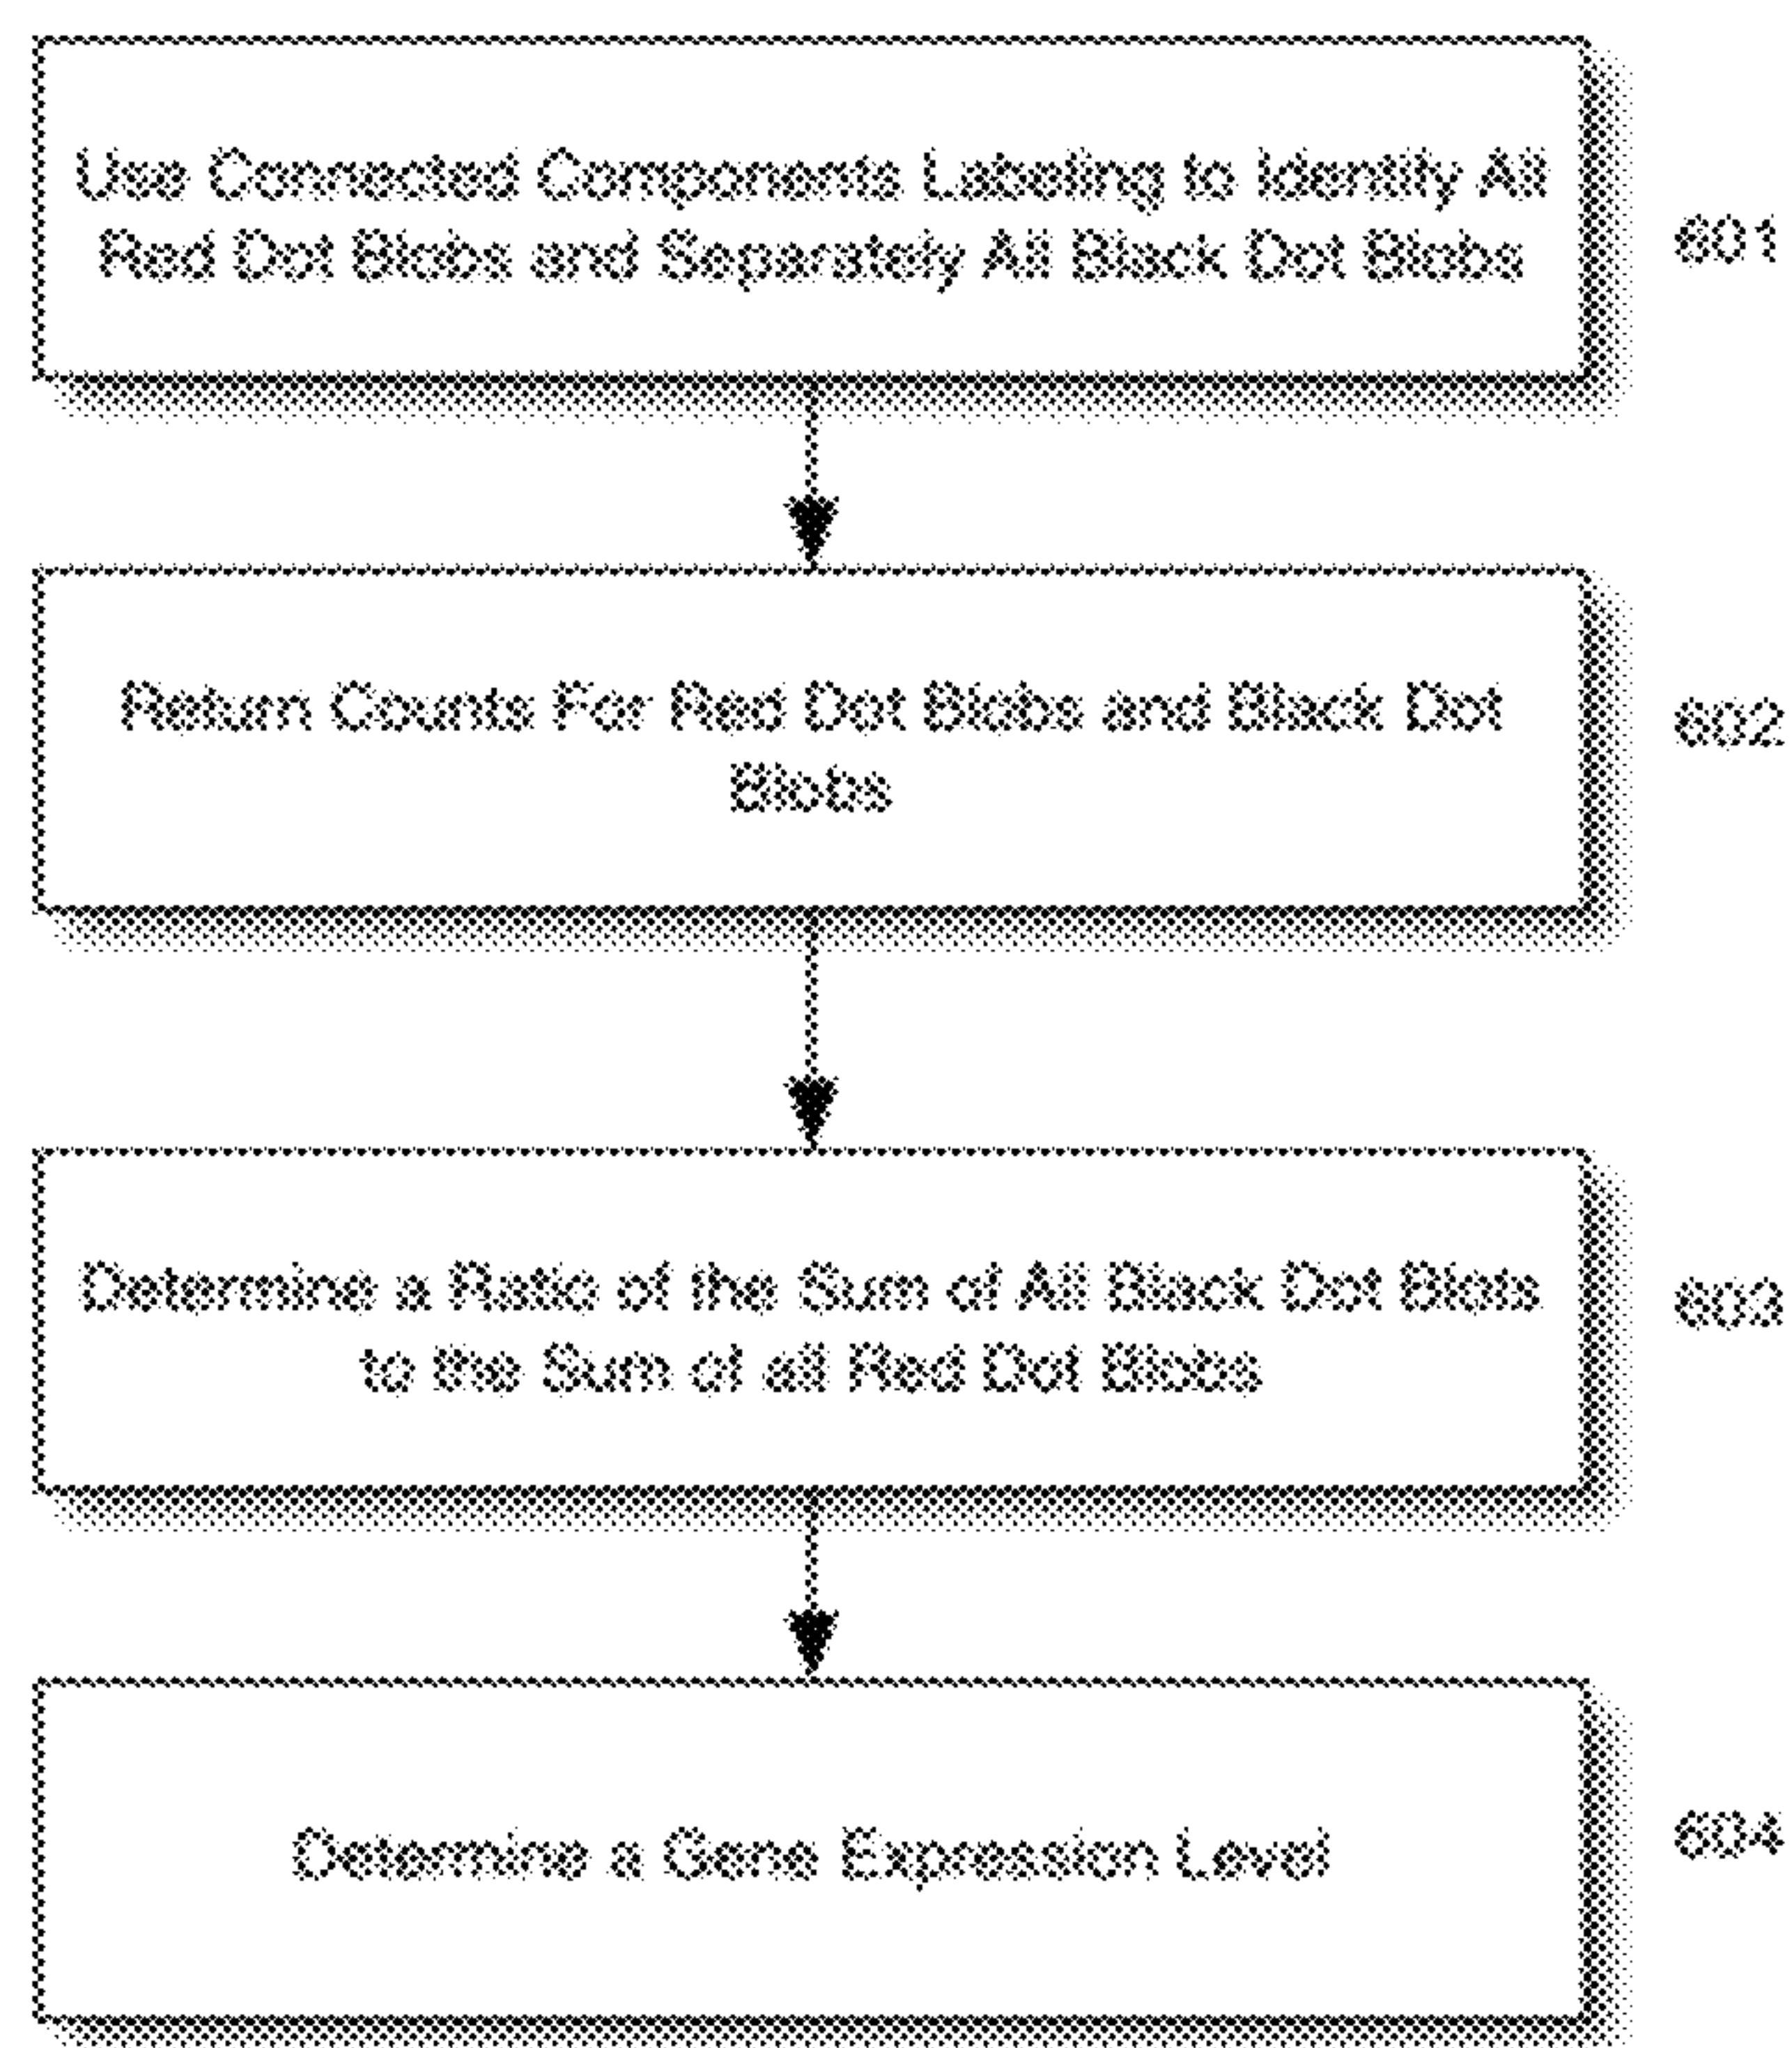 Use Connected Components Labeling to Identify All
Red Dot Blobs and Separately All Black Dot Blobs
601
Return Counts For Red Dot Blobs and Black Dot
Blobs
602
Determine a Ratio of the Sum of All Black Dot Blots
to the Sum of all Red Dot Blobs
603
Determine a Gene Expression Level
604